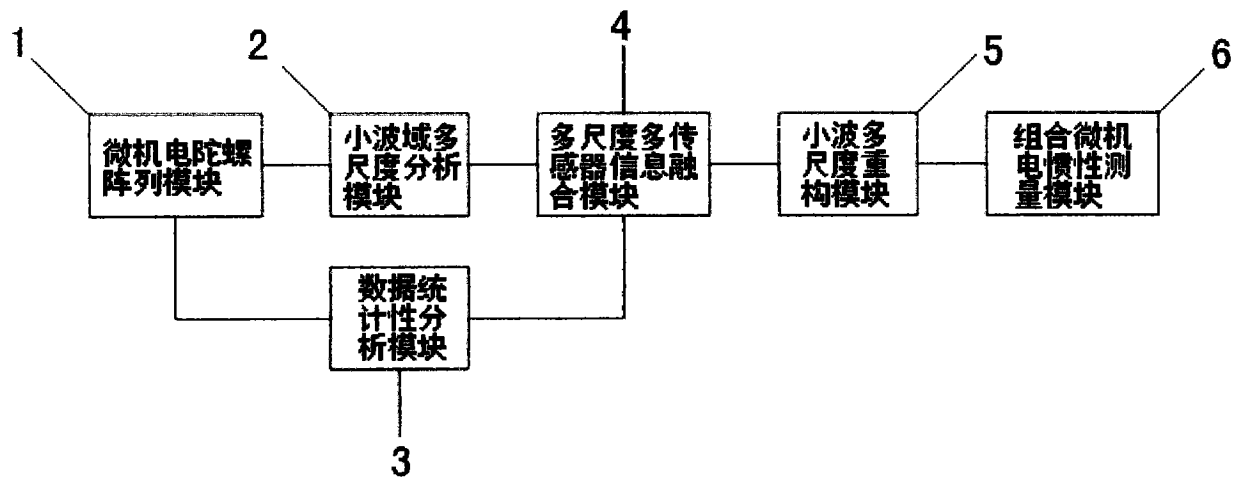 1
微机电陀螺
阵列模块
2
小波域多
尺度分析
模块
4
多尺度多传
感器信息融
合模块
5
小波多
尺度重
构模块
6
组合微机
电惯性测
量模块
数据统
计性分
析模块
3